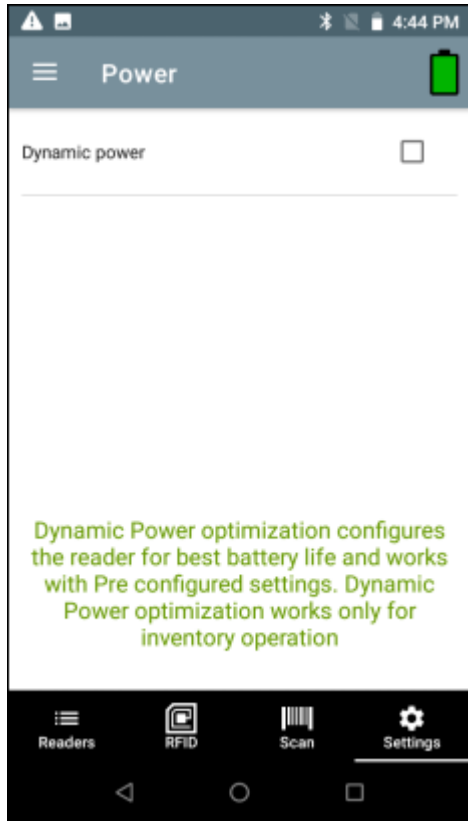 4:44 PM
Power
Dynamic power
Dynamic Power optimization configures
the reader for best battery life and works
with Pre configured settings. Dynamic
Power optimization works only for
inventory operation
Readers
RFID
Scan
Settings